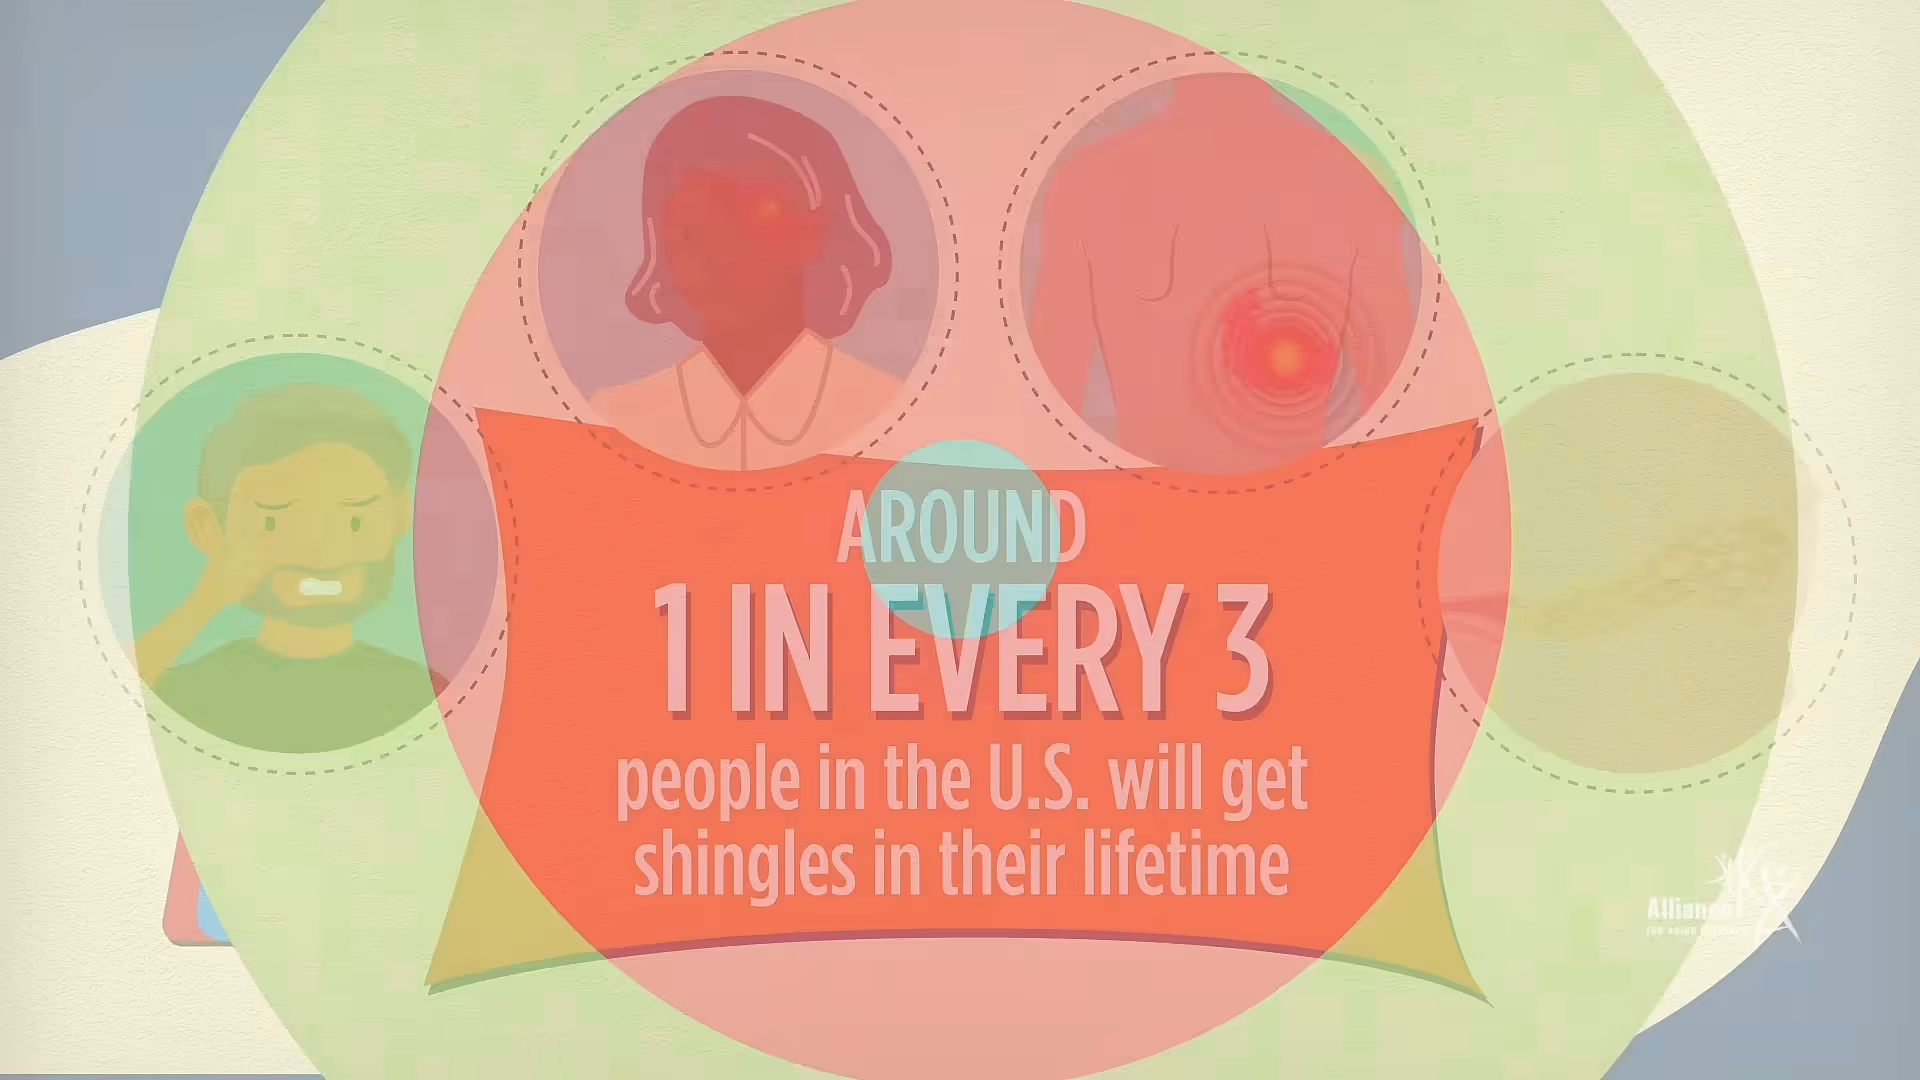 AROUND
1 IN EVERY 3
people in the U.S. will get
shingles in their lifetime